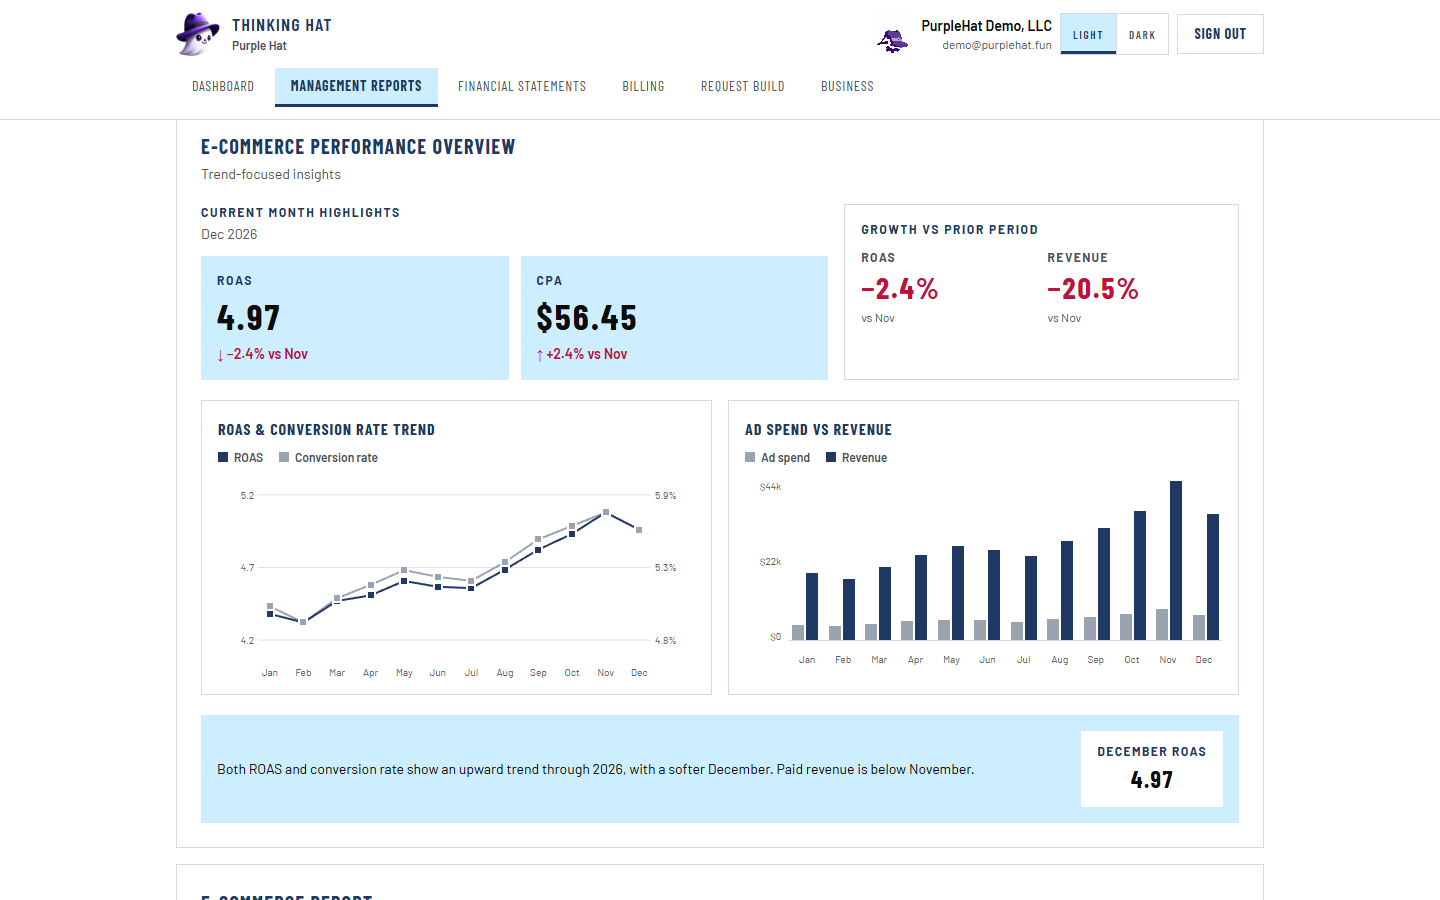 THINKING HAT
Purple Hat
PurpleHat Demo, LLC
demo@purplehat.fun
LIGHT
DARK
SIGN OUT
DASHBOARD
MANAGEMENT REPORTS
FINANCIAL STATEMENTS
BILLING
REQUEST BUILD
BUSINESS
E-COMMERCE PERFORMANCE OVERVIEW
Trend-focused insights
CURRENT MONTH HIGHLIGHTS
Dec 2026
ROAS
4.97
↓ −2.4% vs Nov
CPA
$56.45
↑ +2.4% vs Nov
GROWTH VS PRIOR PERIOD
ROAS
−2.4%
vs Nov
REVENUE
−20.5%
vs Nov
ROAS & CONVERSION RATE TREND
ROAS
Conversion rate
5.2
5.9%
4.7
5.3%
4.2
4.8%
Jan Feb Mar Apr May Jun Jul Aug Sep Oct Nov Dec
AD SPEND VS REVENUE
Ad spend
Revenue
$44k
$22k
$0
Jan Feb Mar Apr May Jun Jul Aug Sep Oct Nov Dec
Both ROAS and conversion rate show an upward trend through 2026, with a softer December. Paid revenue is below November.
DECEMBER ROAS
4.97
E-COMMERCE REPORT